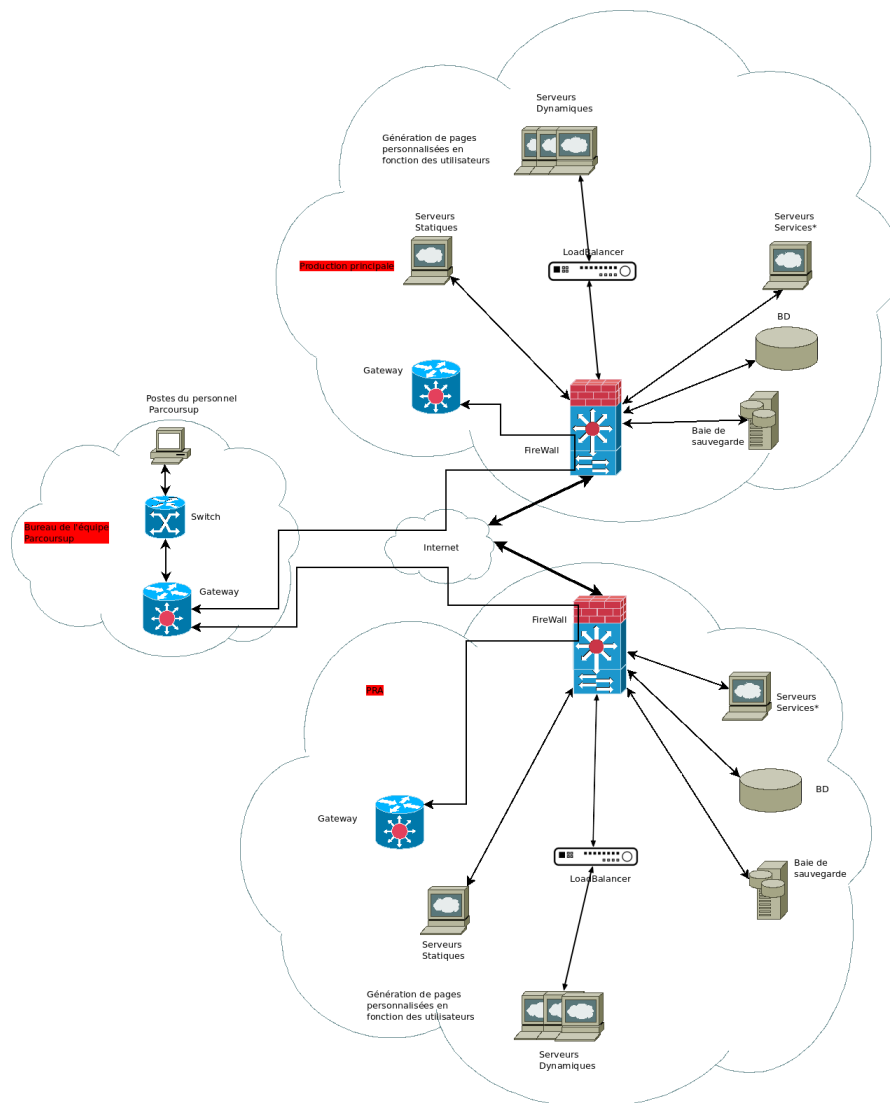 Serveurs
Dynamiques
Génération de pages
personnalisées en
fonction des utilisateurs
Serveurs
Statiques
Serveurs
Services*
LoadBalancer
Production principale
BD
Gateway
Postes du personnel
Parcoursup
Baie de
sauvegarde
FireWall
Switch
Bureau de l'équipe
Parcoursup
Internet
Gateway
FireWall
PRA
Serveurs
Services*
BD
Gateway
Baie de
sauvegarde
LoadBalancer
Serveurs
Statiques
Génération de pages
personnalisées en
fonction des utilisateurs
Serveurs
Dynamiques